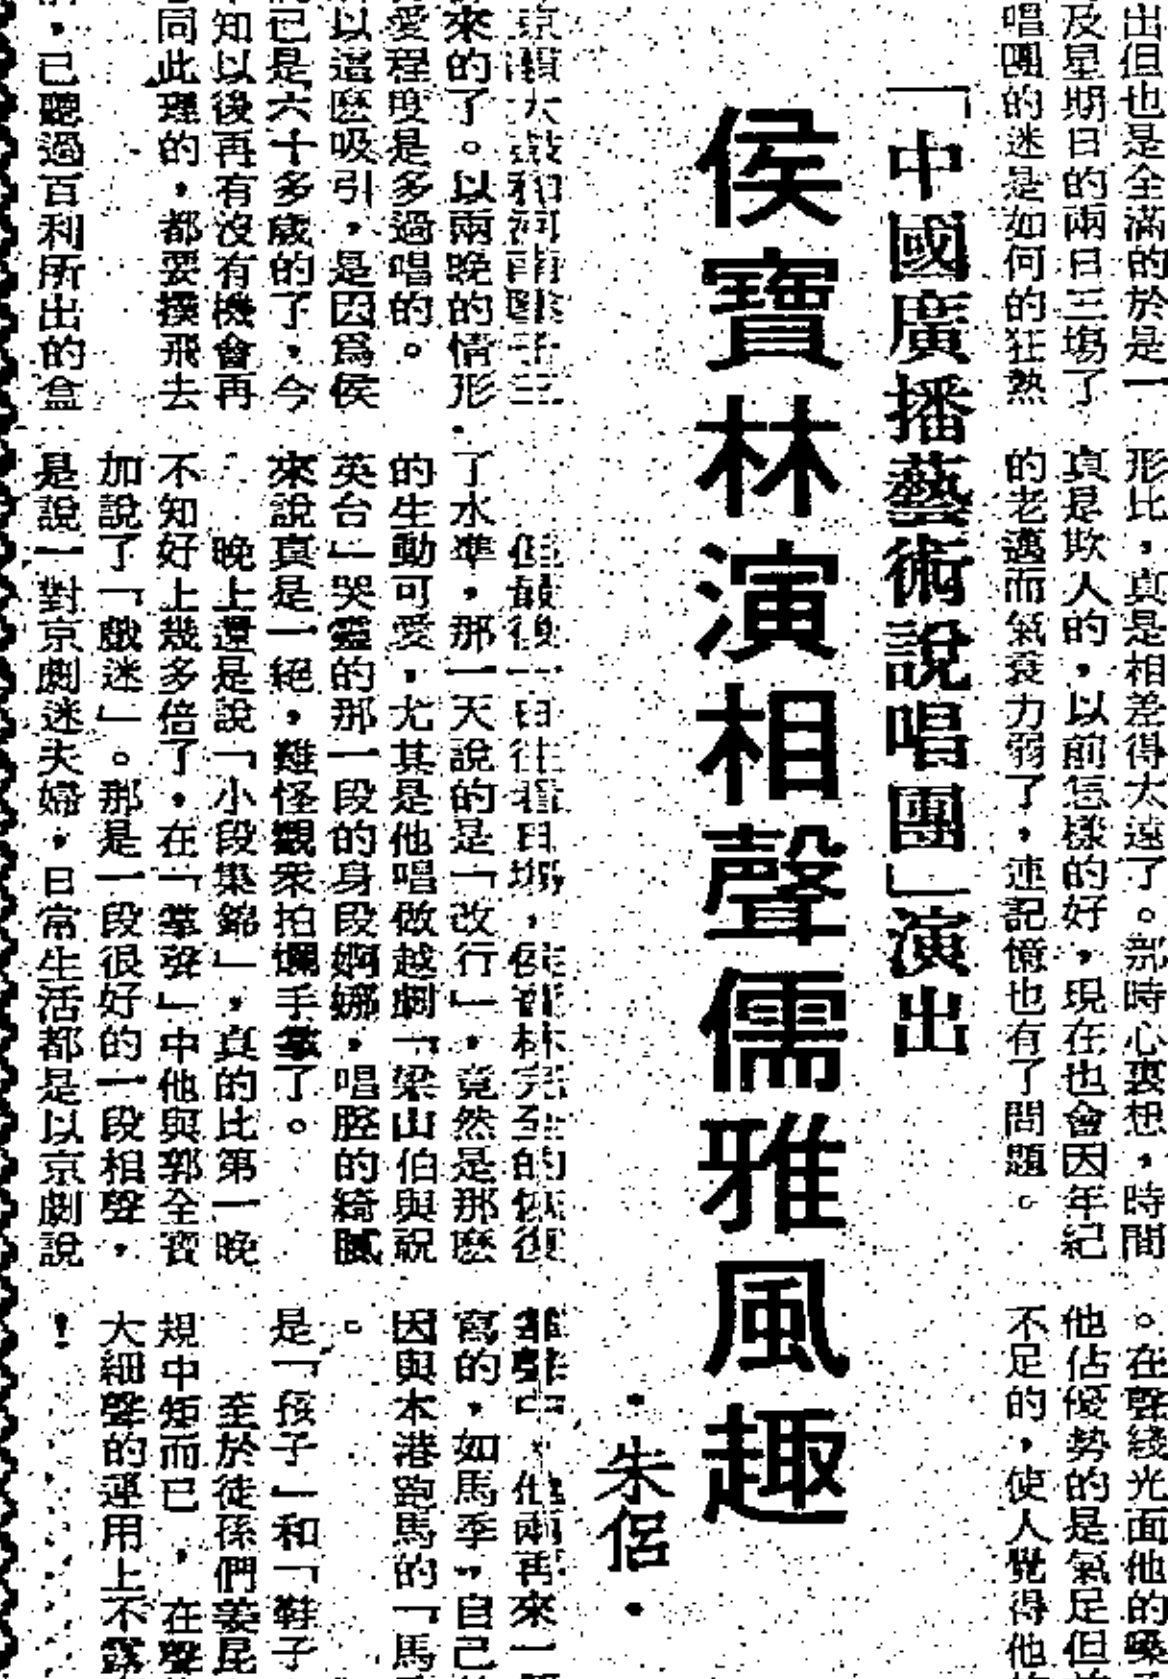 「中國廣播藝術說唱團」演出
侯寶林演相聲儒雅風趣
・朱侶・
出但也是全滿的於是一
及星期日的兩日三場了
唱團的迷是如何的狂熱
來的了。以兩晚的情形
愛程度是多過唱的。
以這麽吸引，是因爲侯
已是六十多歲的了，今
知以後再有沒有機會再
同此理的，都要撲飛去
，已聽過百利所出的盒
形比，真是相差得太遠了。那時心裏想，時間
真是欺人的，以前怎樣的好，現在也會因年紀
的老邁而氣衰力弱了，連記憶也有了問題。
但最後一日往
了水準，那一天說的是「改行」，竟然是那麽
的生動可愛，尤其是他唱做越劇「梁山伯與祝
英台」哭靈的那一段的身段婀娜，唱腔的綺膩
來說真是一絕，難怪觀衆拍爛手掌了。
晚上還是說「小段集錦」，真的比第一晚
不知好上幾多倍了，在「掌聲」中他與郭全寶
加說了「戲迷」。那是一段很好的一段相聲，
是說一對京劇迷夫婦，日常生活都是以京劇說
。在聲綫光面他的嗓
他佔優勢的是氣足但
不足的，使人覺得他
再來一
寫的，如馬季，自己
因與本港跑馬的「馬
。
是「孩子」和「鞋子
至於徒孫們姜昆
規中矩而已，在聲
大細聲的運用上不露
！